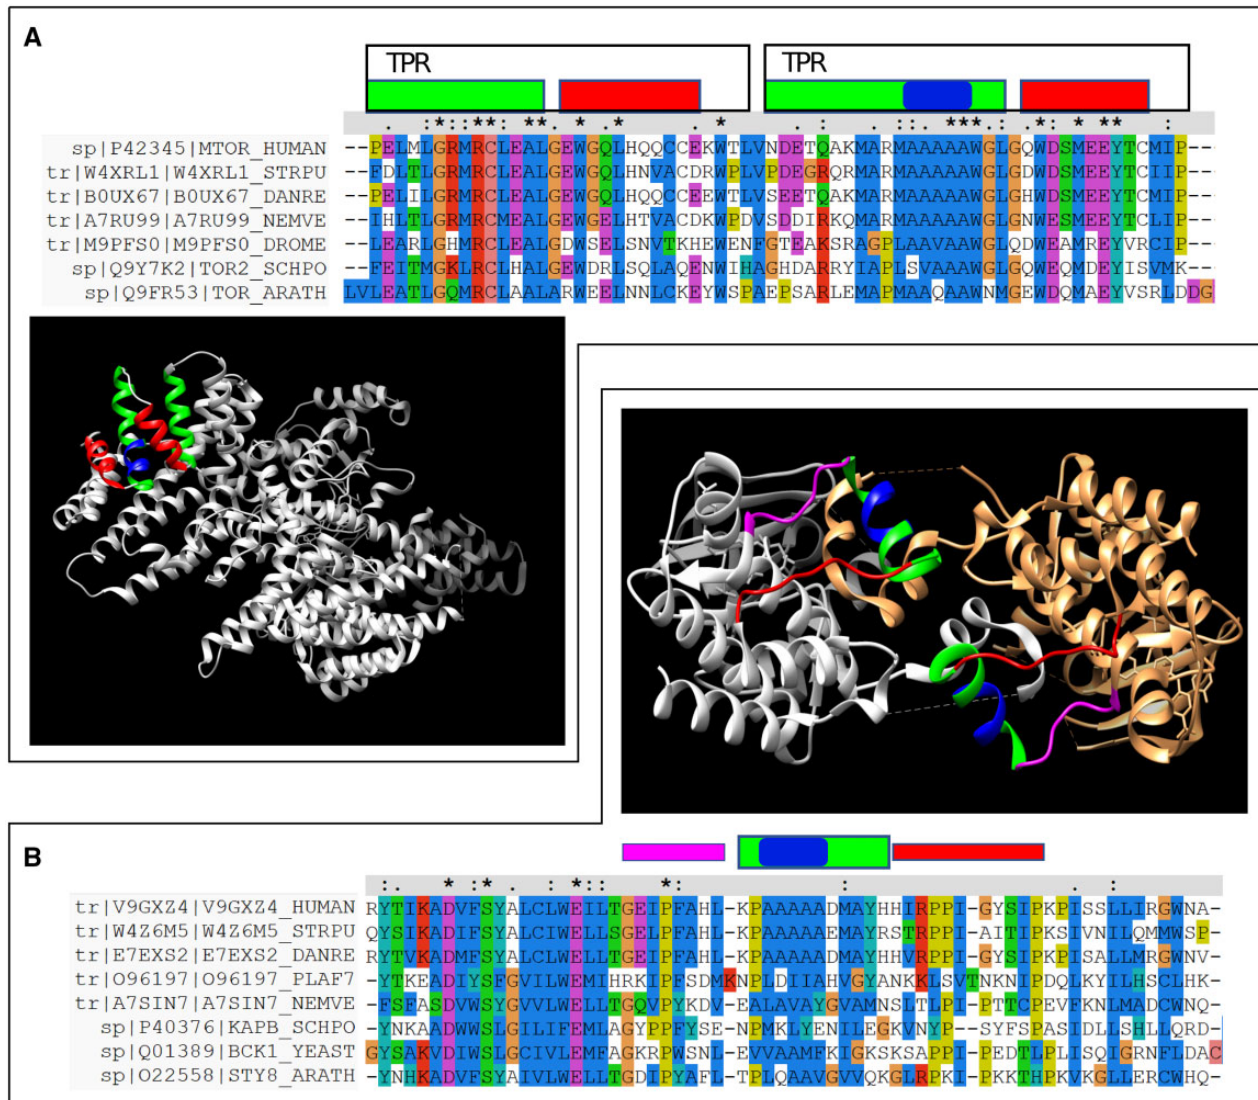 A
TPR TPR
sp|P42345|MTOR_HUMAN --PELMLGRMRCLEALGEWGQLHQQCCEKWTLVNDETQAKMARMAAAAAWGLGQWDSMEEYTCMIP--
tr|W4XRL1|W4XRL1_STRPU --FDLTLGRMRCLEALGEWGQLHNVACDRWPLVPDEGRQRMARMAAAAAWGLGDWDSMEEYTCIIP--
tr|B0UX67|B0UX67_DANRE --PELILGRMRCLEALGEWGQLHQQCCEEWTLVSEETQAKMARMAAAAAWGLGHWDSMEEYTCMIP--
tr|A7RU99|A7RU99_NEMVE --IHLTLGRMRCMEALGEWGELHTVACDKWPDVSDDIRKQMARMAAAAAWGLGNWESMEEYTCLIP--
tr|M9PFS0|M9PFS0_DROME --LEARLGHMRCLEALGDWSELSNVTKHEWENFGTEAKSRAGPLAAVAAWGLQDWEAMREYVRCIP--
sp|Q9Y7K2|TOR2_SCHPO --FEITMGKLRCLHALGEWDRLSQLAQENWIHAGHDARRYIAPLSVAAAWGLGQWEQMDEYISVMK--
sp|Q9FR53|TOR_ARATH LVLEATLGQMRCLAALARWEELNNLCKEYWSPAEPSARLEMAPMAAQAAWNMGEWDQMAEYVSRLDDG
B
tr|V9GXZ4|V9GXZ4_HUMAN RYTIKADVFSYALCLWEILTGEIPFAHL-KPAAAAADMAYHHIRPPI-GYSIPKPISSLLIRGWNA-
tr|W4Z6M5|W4Z6M5_STRPU QYSIKADIFSYALCIWELLSGELPFAHL-KPAAAAAEMAYRSTRPPI-AITIPKSIVNILQMMWSP-
tr|E7EXS2|E7EXS2_DANRE RYTVKADMFSYALCLWELLTGEIPFAHL-KPAAAAADMAYHHVRPPI-GYSIPKPISALLMRGWNV-
tr|O96197|O96197_PLAF7 -YTKEADIYSFGVILWEMIHRKIPFSDMKNPLDIIAHVGYANKKLSVTNKNIPDQLKYILHSCLHK-
tr|A7SIN7|A7SIN7_NEMVE -FSFASDVWSYGVVLWELLTGQVPYKDV-EALAVAYGVAMNSLTLPI-PTTCPEVFKNLMADCWNQ-
sp|P40376|KAPB_SCHPO -YNKAADWWSLGILIFEMLAGYPPFYSE-NPMKLYENILEGKVNYP--SYFSPASIDLLSHLLQRD-
sp|Q01389|BCK1_YEAST GYSAKVDIWSLGCIVLEMFAGKRPWSNLE-VVAAMFKIGKSKSAPPI-PEDTLPLISQIGRNFLDAC
sp|O22558|STY8_ARATH -YNHKADVFSYAIVLWELLTGDIPYAFL-TPLQAAVGVVQKGLRPKI-PKKTHPKVKGLLERCWHQ-